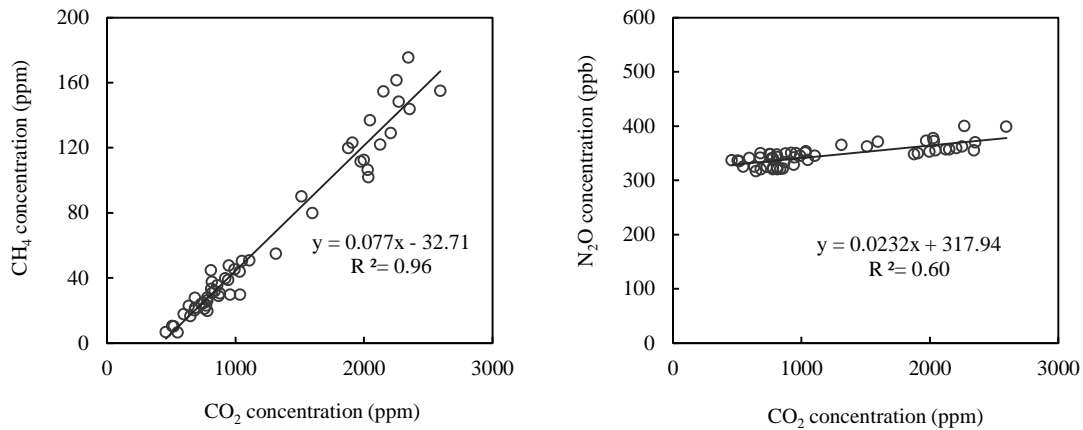 200
160
120
80
40
0
0
1000
2000
3000
CH₄ concentration (ppm)
CO₂ concentration (ppm)
y = 0.077x - 32.71
R ²= 0.96
600
500
400
300
200
100
0
0
1000
2000
3000
N₂O concentration (ppb)
CO₂ concentration (ppm)
y = 0.0232x + 317.94
R ²= 0.60